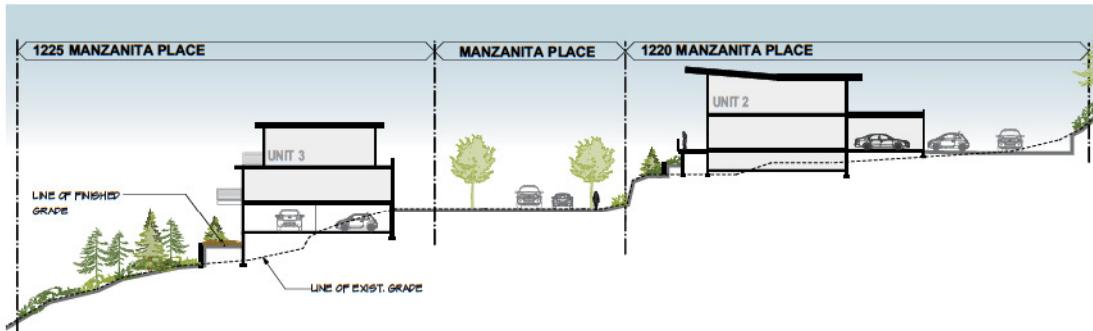 1225 MANZANITA PLACE
MANZANITA PLACE
1220 MANZANITA PLACE
UNIT 2
UNIT 3
LINE OF FINISHED
GRADE
LINE OF EXIST. GRADE